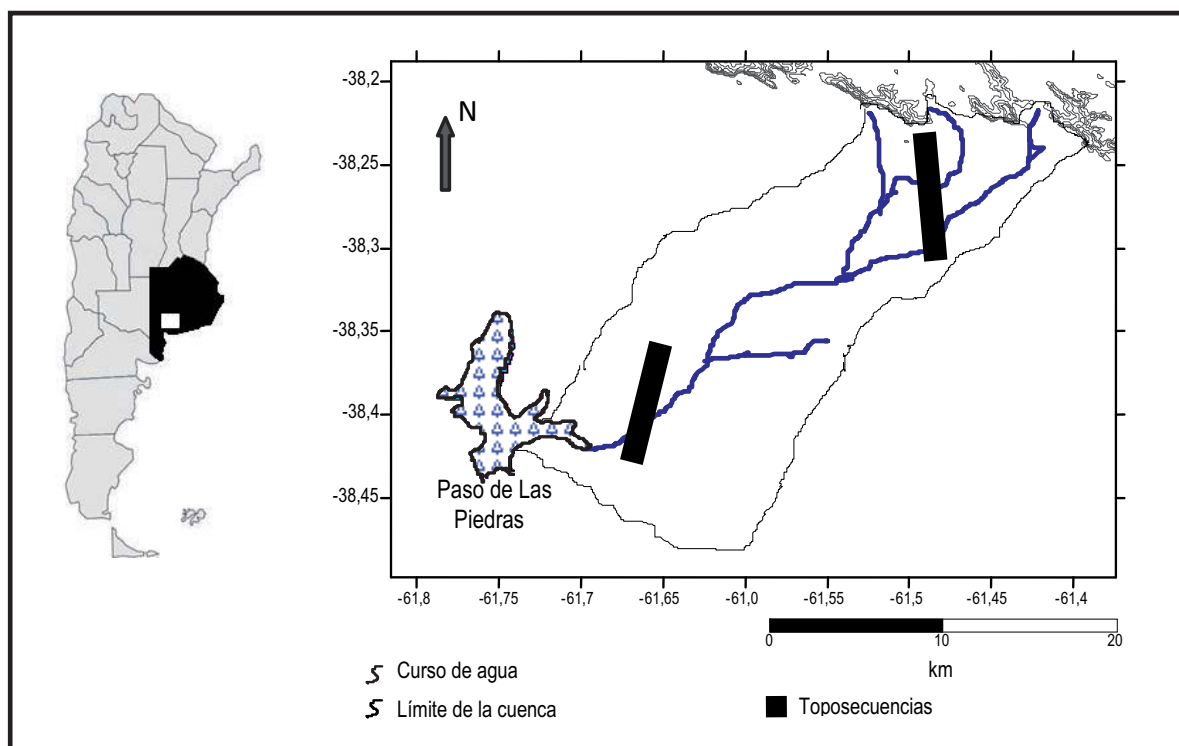 N
-38,2
-38,25
-38,3
-38,35
-38,4
-38,45
Paso de Las
Piedras
-61,8 -61,75 -61,7 -61,65 -61,0 -61,55 -61,5 -61,45 -61,4
0 10 20
km
Curso de agua
Límite de la cuenca
Toposecuencias